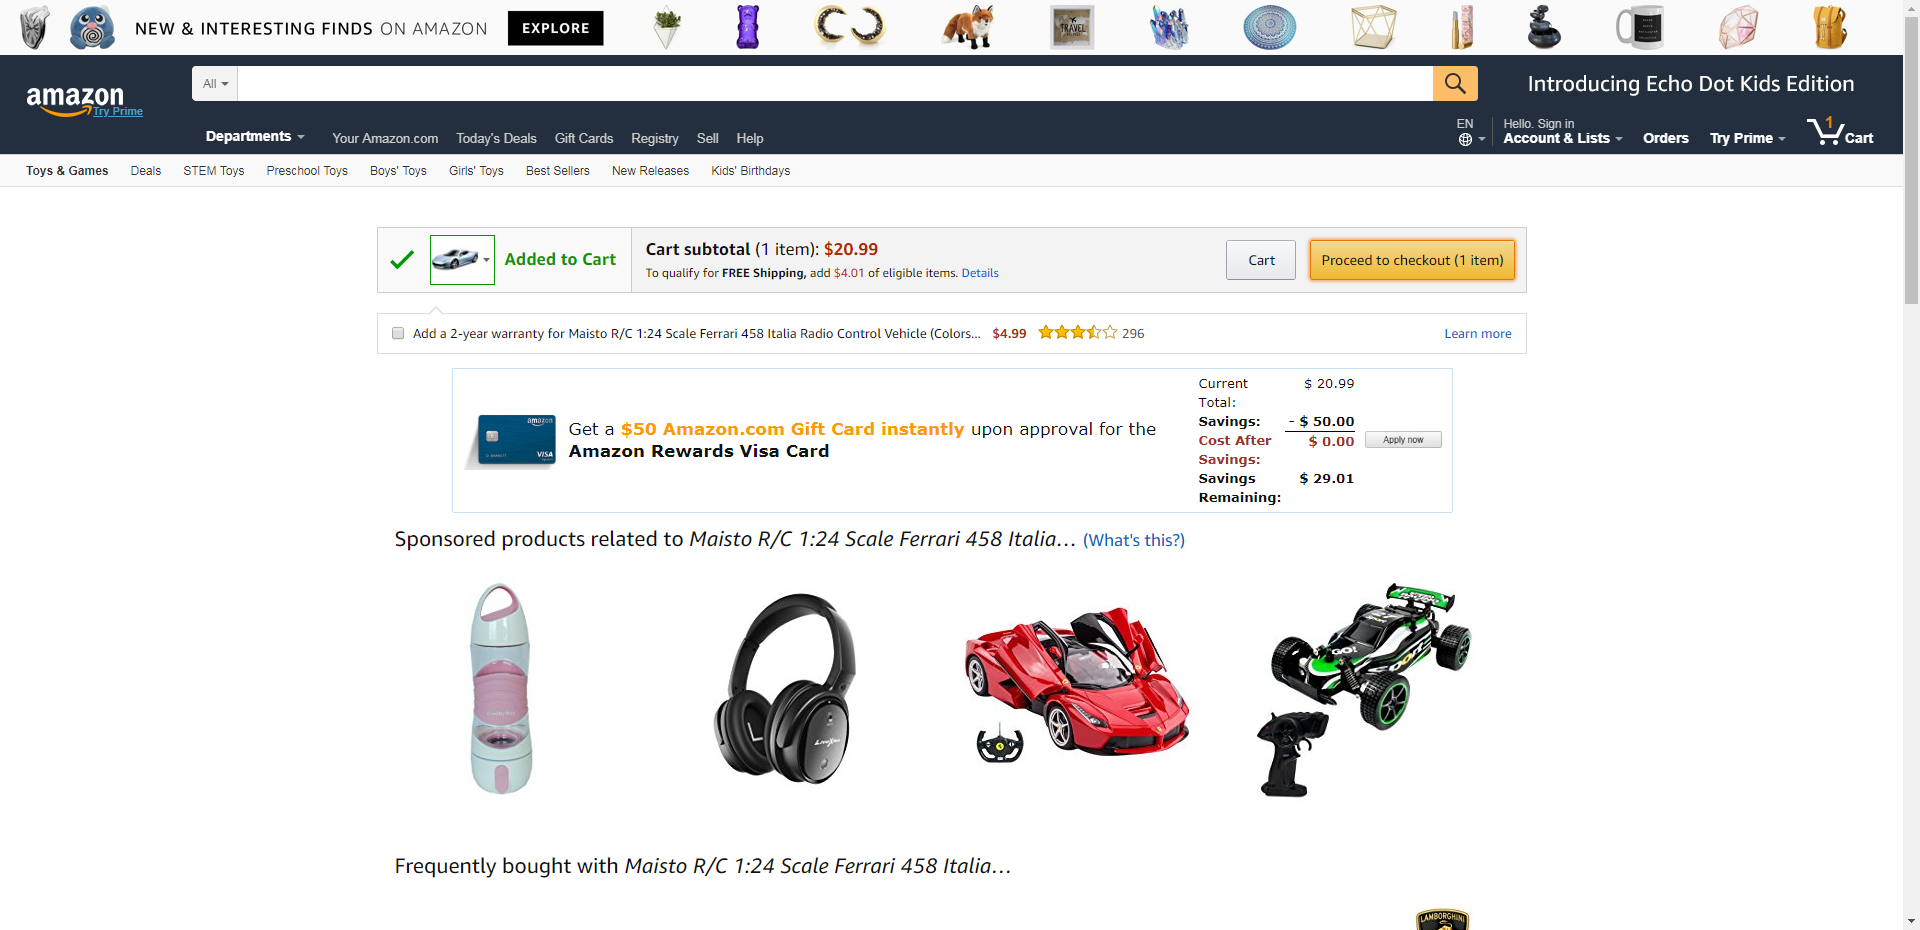 NEW & INTERESTING FINDS ON AMAZON
EXPLORE
TRAVEL
amazon
Try Prime
All
Introducing Echo Dot Kids Edition
Departments
Your Amazon.com
Today's Deals
Gift Cards
Registry
Sell
Help
EN
Hello. Sign in
Account & Lists
Orders
Try Prime
1
Cart
Toys & Games
Deals
STEM Toys
Preschool Toys
Boys' Toys
Girls' Toys
Best Sellers
New Releases
Kids' Birthdays
Added to Cart
Cart subtotal (1 item): $20.99
To qualify for FREE Shipping, add $4.01 of eligible items. Details
Cart
Proceed to checkout (1 item)
Add a 2-year warranty for Maisto R/C 1:24 Scale Ferrari 458 Italia Radio Control Vehicle (Colors... $4.99 296
Learn more
amazon
VISA
Get a $50 Amazon.com Gift Card instantly upon approval for the
Amazon Rewards Visa Card
Current Total: $ 20.99
Savings: - $ 50.00
Cost After Savings: $ 0.00
Savings Remaining: $ 29.01
Apply now
Sponsored products related to Maisto R/C 1:24 Scale Ferrari 458 Italia... (What's this?)
GO!
Frequently bought with Maisto R/C 1:24 Scale Ferrari 458 Italia...
LAMBORGHINI